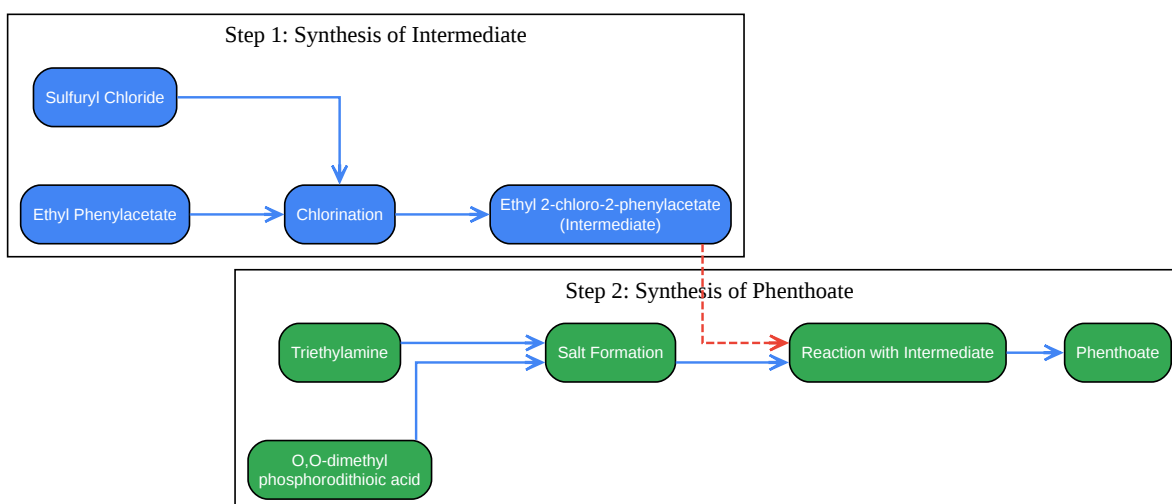 Step 1: Synthesis of Intermediate
Sulfuryl Chloride
Ethyl Phenylacetate
Chlorination
Ethyl 2-chloro-2-phenylacetate
(Intermediate)
Step 2: Synthesis of Phenthoate
Triethylamine
Salt Formation
Reaction with Intermediate
Phenthoate
O,O-dimethyl
phosphorodithioic acid